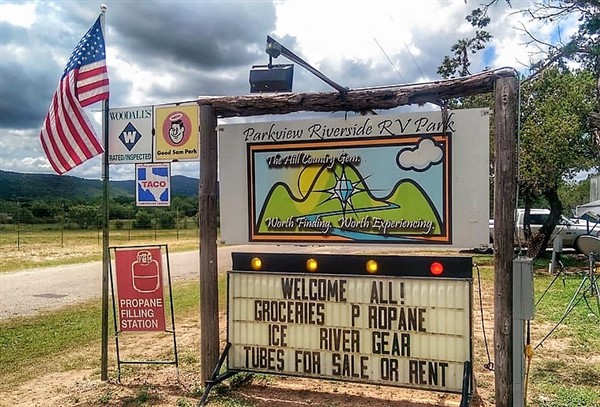 Parkview Riverside RV Park
The Hill Country Gem.
Worth Finding. Worth Experiencing.
WOODALL'S
W
RATED/INSPECTED
Good Sam Park
TACO
PROPANE
FILLING
STATION
WELCOME ALL!
GROCERIES P ROPANE
ICE RIVER GEAR
TUBES FOR SALE OR RENT